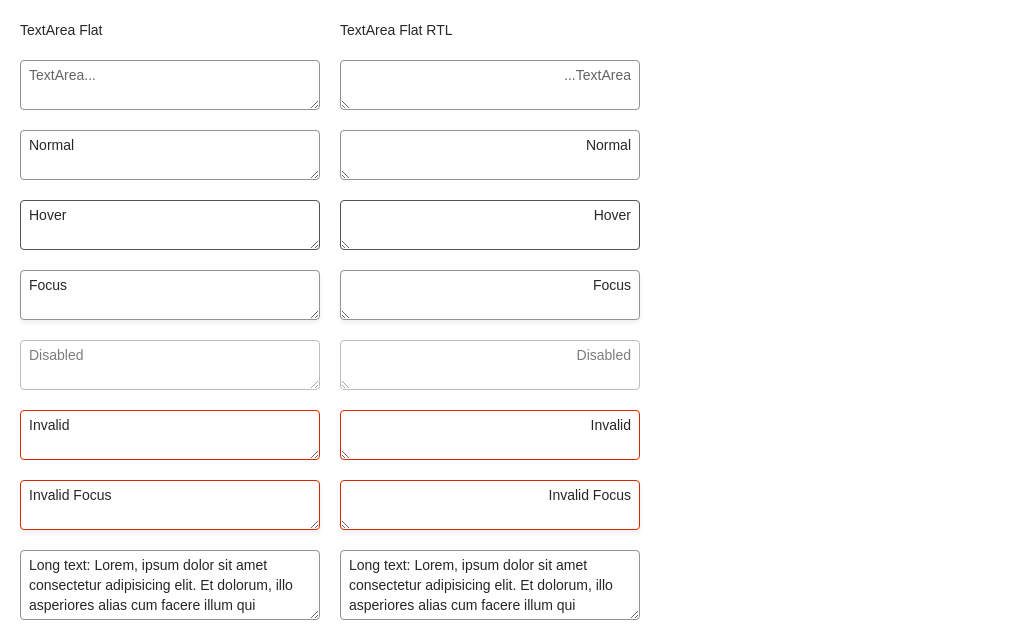 TextArea Flat
TextArea Flat RTL
TextArea...
...TextArea
Normal
Normal
Hover
Hover
Focus
Focus
Disabled
Disabled
Invalid
Invalid
Invalid Focus
Invalid Focus
Long text: Lorem, ipsum dolor sit amet
consectetur adipisicing elit. Et dolorum, illo
asperiores alias cum facere illum qui
Long text: Lorem, ipsum dolor sit amet
consectetur adipisicing elit. Et dolorum, illo
asperiores alias cum facere illum qui